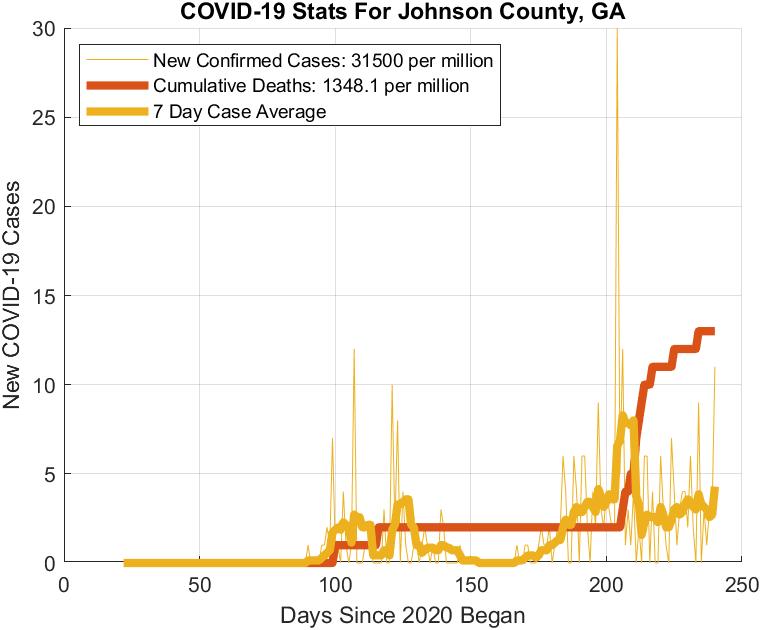 COVID-19 Stats For Johnson County, GA
New Confirmed Cases: 31500 per million
Cumulative Deaths: 1348.1 per million
7 Day Case Average
New COVID-19 Cases
30
25
20
15
10
5
0
0 50 100 150 200 250
Days Since 2020 Began